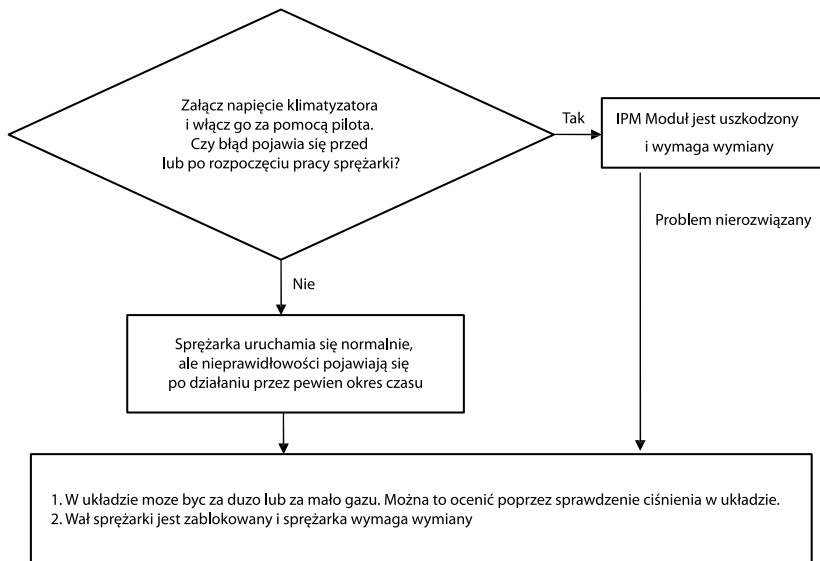 Załącz napięcie klimatyzatora
i włącz go za pomocą pilota.
Czy błąd pojawia się przed
lub po rozpoczęciu pracy sprężarki?
Tak
IPM Moduł jest uszkodzony
i wymaga wymiany
Problem nierozwiązany
Nie
Sprężarka uruchamia się normalnie,
ale nieprawidłowości pojawiają się
po działaniu przez pewien okres czasu
1. W układzie moze byc za duzo lub za mało gazu. Można to ocenić poprzez sprawdzenie ciśnienia w układzie.
2. Wał sprężarki jest zablokowany i sprężarka wymaga wymiany